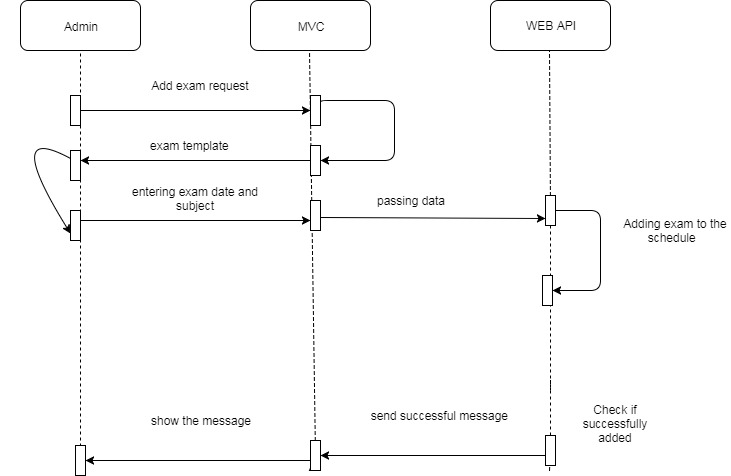 Admin
MVC
WEB API
Add exam request
exam template
entering exam date and
subject
passing data
Adding exam to the
schedule
show the message
send successful message
Check if
successfully
added